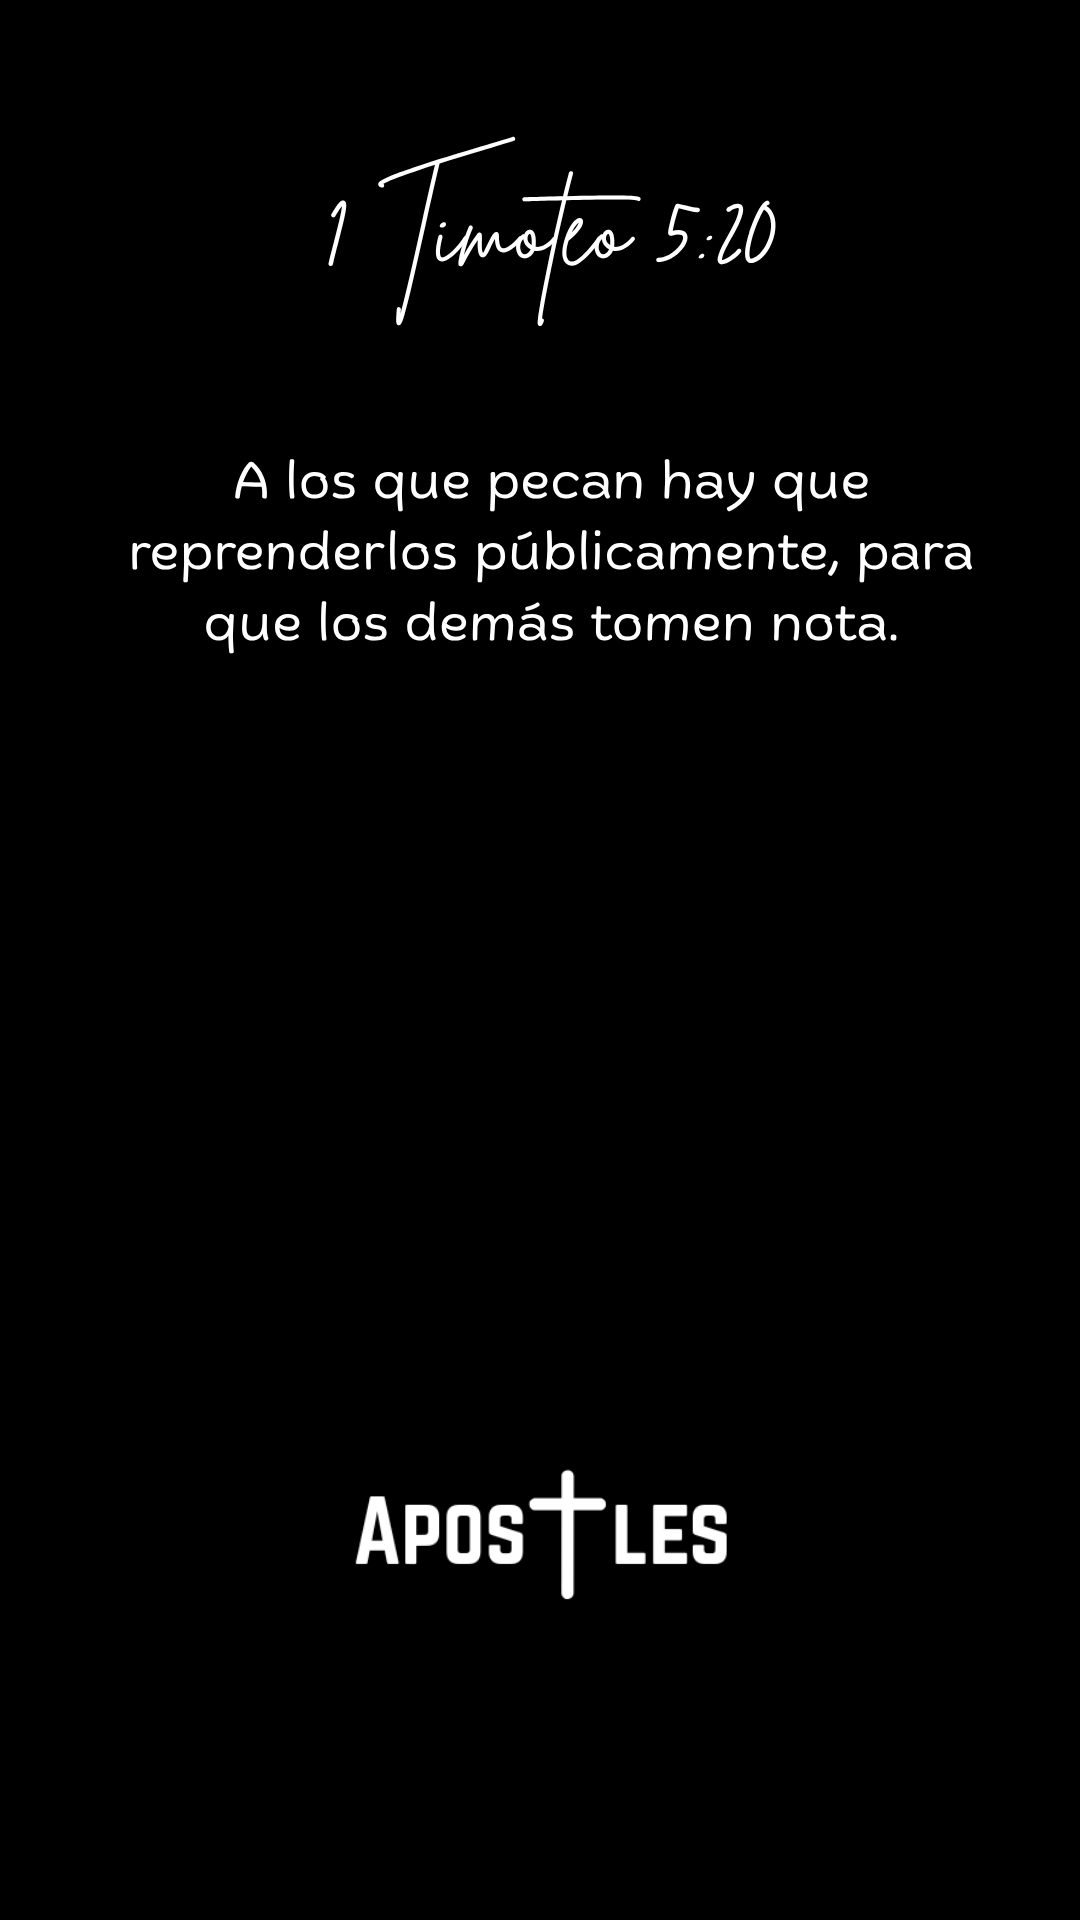 1 Timoteo 5:20
A los que pecan hay que
reprenderlos públicamente, para
que los demás tomen nota.
Apostles